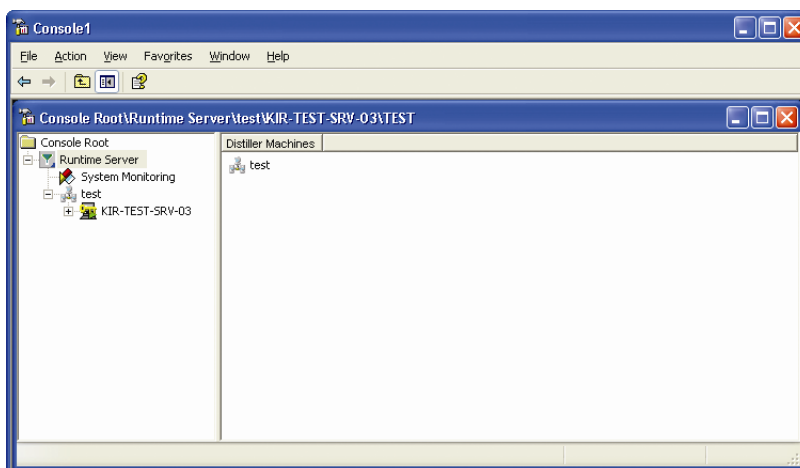 Console1
File Action View Favorites Window Help
Console Root\Runtime Server\test\KIR-TEST-SRV-03\TEST
Console Root
Distiller Machines
Runtime Server
test
System Monitoring
test
KIR-TEST-SRV-03